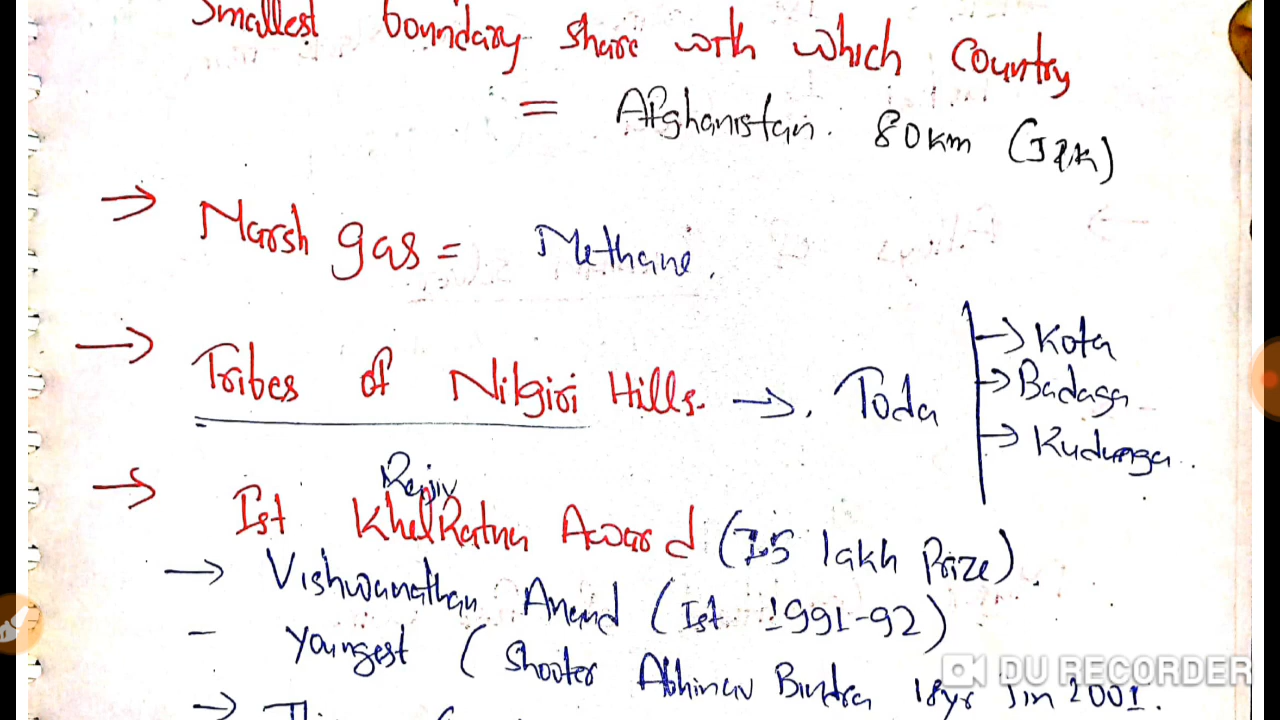 Smallest boundary share with which country
= Afghanistan. 80km (J&K)
→ Marsh gas = Methane.
→ Tribes of Nilgiri Hills. →. Toda
→ Kota
→ Badaga
→ Kudumga..
Rajiv
→ Ist Khel Ratna Award (7.5 lakh Prize).
→ Vishwanathan Anand (Ist. 1991-92)
- Youngest ( Shooter Abhinav Bindra 18yr) in 2001.
DU RECORDER